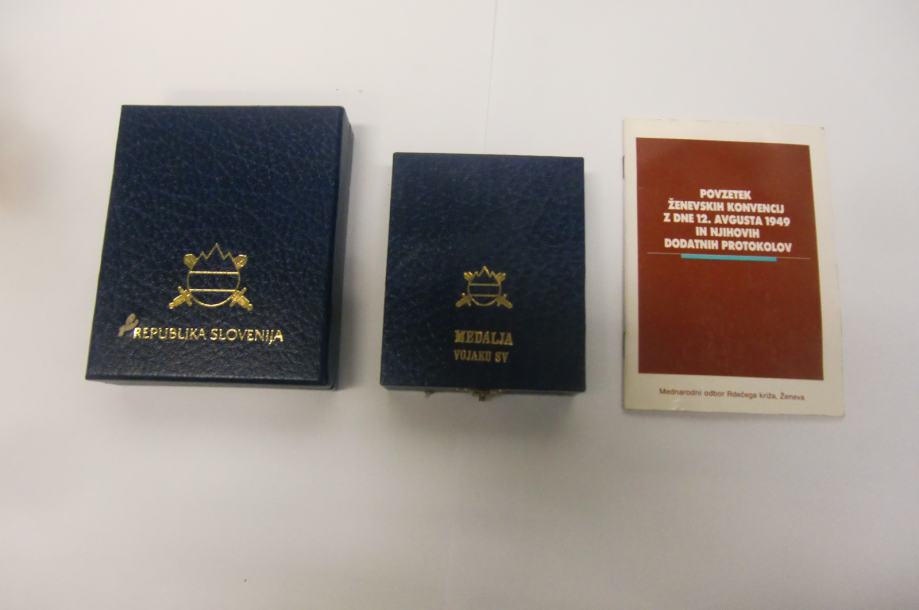 REPUBLIKA SLOVENIJA
MEDALJA
VOJAKU SV
POVZETEK
ŽENEVSKIH KONVENCIJ
Z DNE 12. AVGUSTA 1949
IN NJIHOVIH
DODATNIH PROTOKOLOV
Mednarodni odbor Rdečega križa, Ženeva